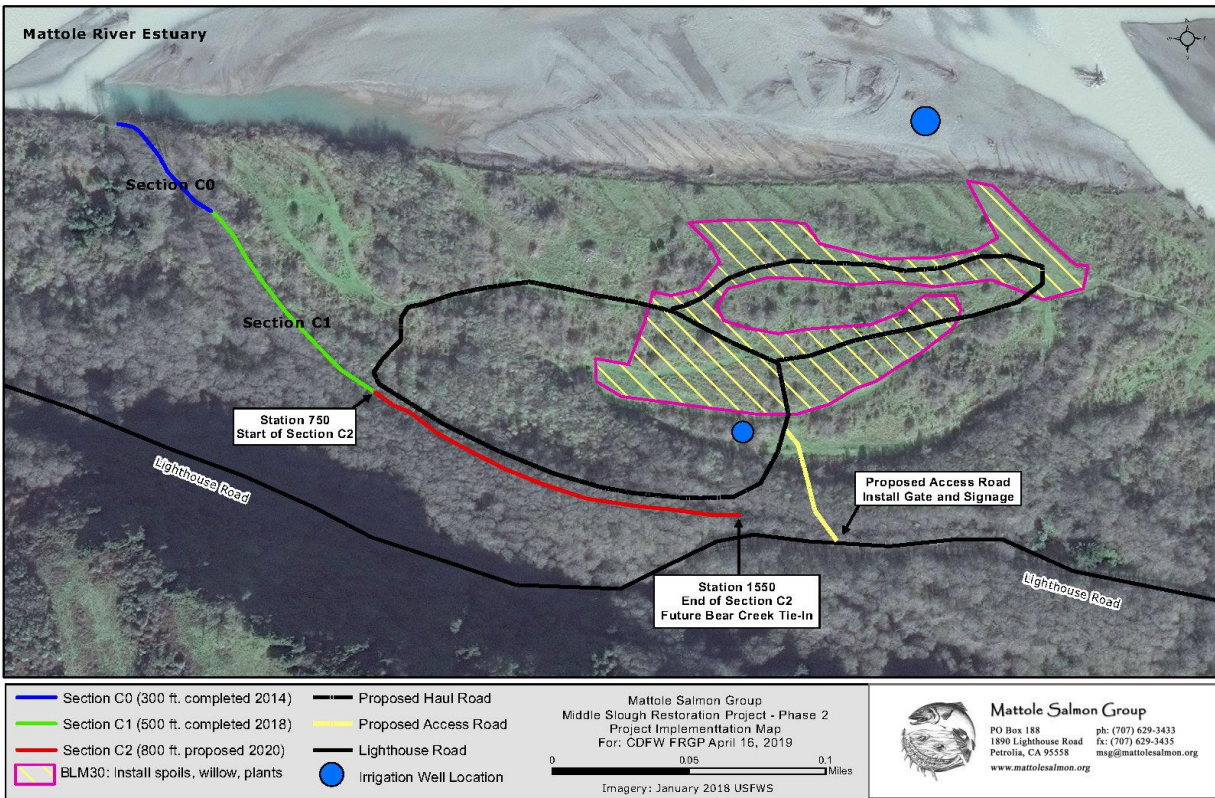 Mattole River Estuary
Section C0
Section C1
Station 750
Start of Section C2
Lighthouse Road
Proposed Access Road
Install Gate and Signage
Station 1550
End of Section C2
Future Bear Creek Tie-In
Lighthouse Road
Section C0 (300 ft. completed 2014)
Section C1 (500 ft. completed 2018)
Section C2 (800 ft. proposed 2020)
BLM30: Install spoils, willow, plants
Proposed Haul Road
Proposed Access Road
Lighthouse Road
Irrigation Well Location
Mattole Salmon Group
Middle Slough Restoration Project - Phase 2
Project Implementation Map
For: CDFW FRGP April 16, 2019
0 0.05 0.1
Miles
Imagery: January 2018 USFWS
Mattole Salmon Group
PO Box 188 ph: (707) 629-3433
1890 Lighthouse Road fx: (707) 629-3435
Petrolia, CA 95558 msg@mattolesalmon.org
www.mattolesalmon.org